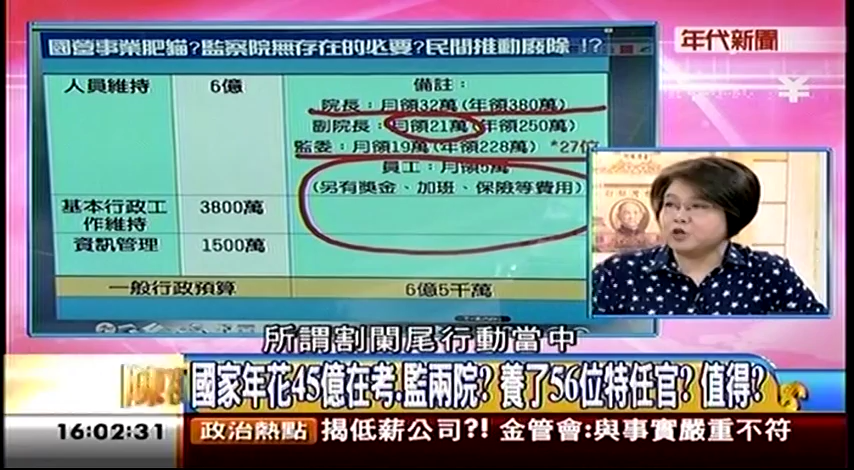 國營事業肥貓?監察院無存在的必要?民間推動廢除!?
年代新聞
人員維持
6億
備註:
院長:月領32萬(年領380萬)
副院長:月領21萬(年領250萬)
監委:月領19萬(年領228萬) *27位
員工:月領5萬
(另有獎金、加班、保險等費用)
基本行政工
作維持
3800萬
資訊管理
1500萬
一般行政預算
6億5千萬
所謂割闌尾行動當中
國家年花45億在考.監兩院?養了56位特任官?值得?
16:02:31
政治熱點
揭低薪公司?! 金管會:與事實嚴重不符